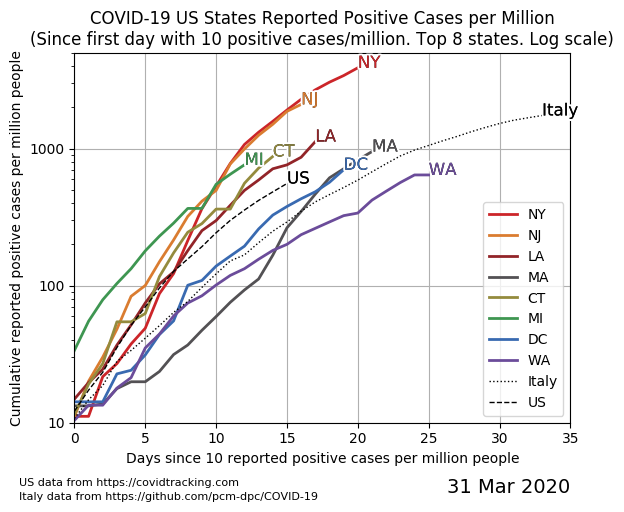 COVID-19 US States Reported Positive Cases per Million
(Since first day with 10 positive cases/million. Top 8 states. Log scale)
Cumulative reported positive cases per million people
1000
100
10
NY
NJ
Italy
LA
MA
CT
MI
DC
WA
US
NY
NJ
LA
MA
CT
MI
DC
WA
Italy
US
0 5 10 15 20 25 30 35
Days since 10 reported positive cases per million people
US data from https://covidtracking.com
Italy data from https://github.com/pcm-dpc/COVID-19
31 Mar 2020